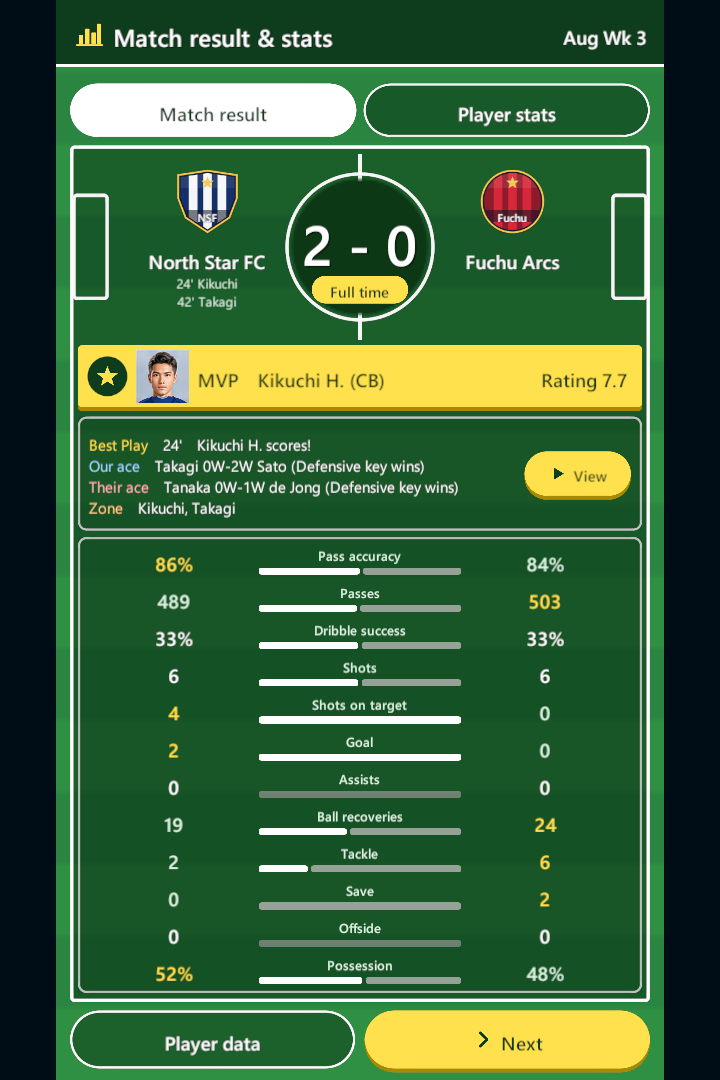 Match result & stats
Aug Wk 3
Match result
Player stats
NSF
Fuchu
2 - 0
North Star FC
Fuchu Arcs
24' Kikuchi
42' Takagi
Full time
MVP Kikuchi H. (CB) Rating 7.7
Best Play 24' Kikuchi H. scores!
Our ace Takagi 0W-2W Sato (Defensive key wins)
Their ace Tanaka 0W-1W de Jong (Defensive key wins)
Zone Kikuchi, Takagi
View
86% Pass accuracy 84%
489 Passes 503
33% Dribble success 33%
6 Shots 6
4 Shots on target 0
2 Goal 0
0 Assists 0
19 Ball recoveries 24
2 Tackle 6
0 Save 2
0 Offside 0
52% Possession 48%
Player data
Next